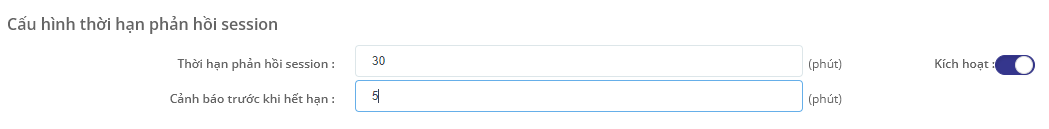 Cấu hình thời hạn phản hồi session
Thời hạn phản hồi session : 30 (phút) Kích hoạt :
Cảnh báo trước khi hết hạn : 5 (phút)